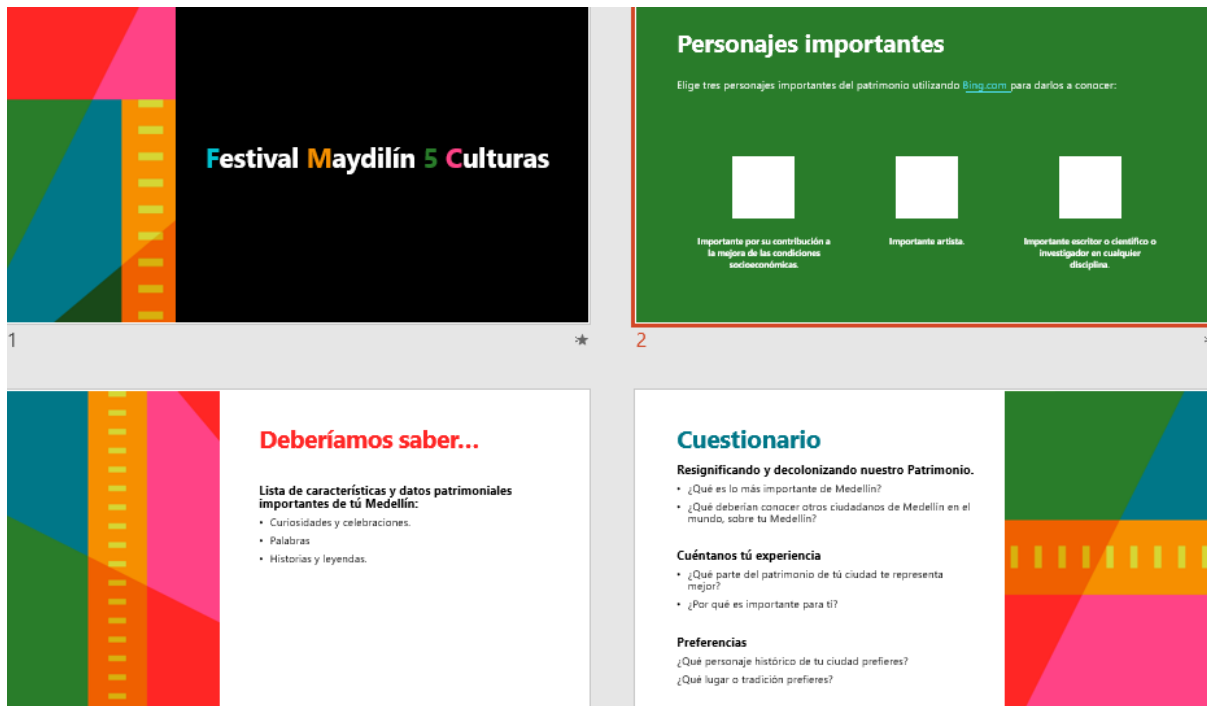 Festival Maydilín 5 Culturas
1
Personajes importantes
Elige tres personajes importantes del patrimonio utilizando Bing.com para darlos a conocer:
Importante por su contribución a
la mejora de las condiciones
socioeconómicas.
Importante artista.
Importante escritor o científico o
investigador en cualquier
disciplina.
2
Deberíamos saber...
Lista de características y datos patrimoniales
importantes de tú Medellín:
• Curiosidades y celebraciones.
• Palabras
• Historias y leyendas.
Cuestionario
Resignificando y decolonizando nuestro Patrimonio.
• ¿Qué es lo más importante de Medellín?
• ¿Qué deberían conocer otros ciudadanos de Medellín en el
mundo, sobre tu Medellín?
Cuéntanos tú experiencia
• ¿Qué parte del patrimonio de tú ciudad te representa
mejor?
• ¿Por qué es importante para ti?
Preferencias
¿Qué personaje histórico de tu ciudad prefieres?
¿Qué lugar o tradición prefieres?